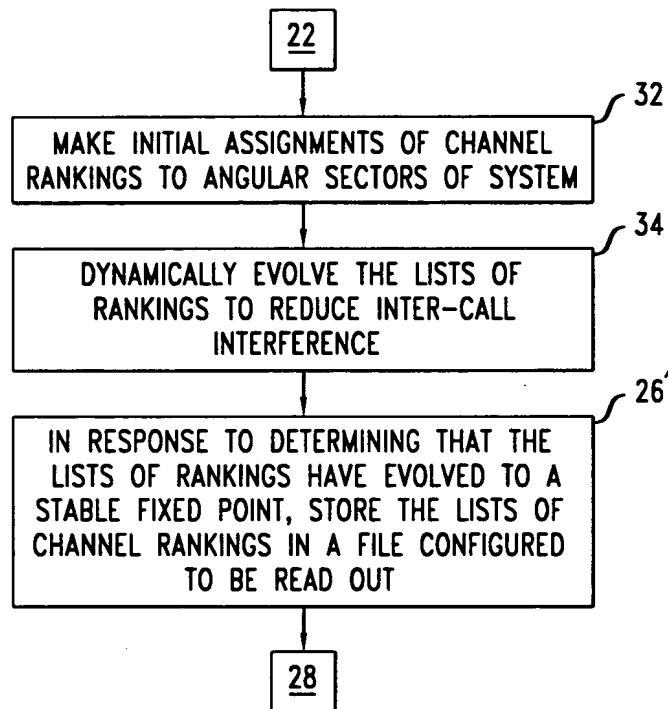 22
32
MAKE INITIAL ASSIGNMENTS OF CHANNEL
RANKINGS TO ANGULAR SECTORS OF SYSTEM
34
DYNAMICALLY EVOLVE THE LISTS OF
RANKINGS TO REDUCE INTER-CALL
INTERFERENCE
26'
IN RESPONSE TO DETERMINING THAT THE
LISTS OF RANKINGS HAVE EVOLVED TO A
STABLE FIXED POINT, STORE THE LISTS OF
CHANNEL RANKINGS IN A FILE CONFIGURED
TO BE READ OUT
28